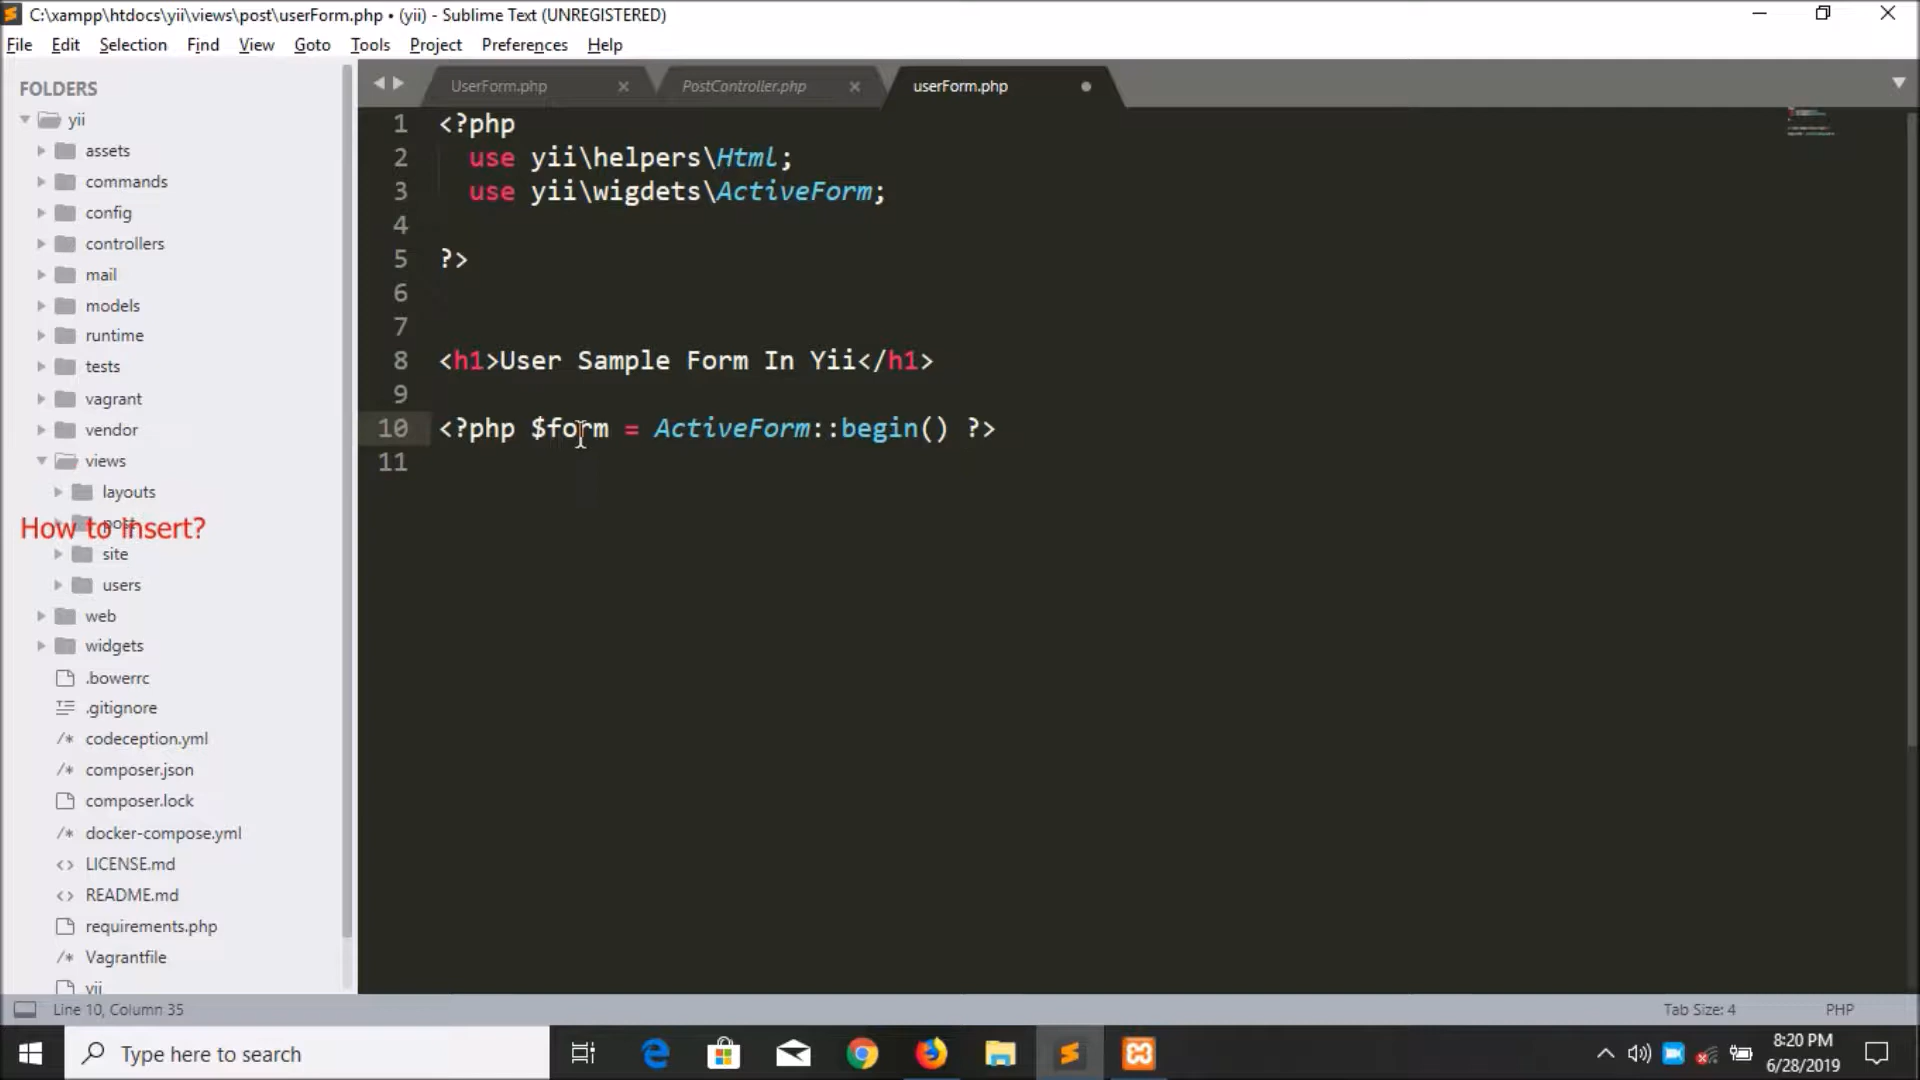 C:\xampp\htdocs\yii\views\post\userForm.php • (yii) - Sublime Text (UNREGISTERED)
File Edit Selection Find View Goto Tools Project Preferences Help
FOLDERS
yii
assets
commands
config
controllers
mail
models
runtime
tests
vagrant
vendor
views
layouts
post
How to insert?
site
users
web
widgets
.bowerrc
.gitignore
codeception.yml
composer.json
composer.lock
docker-compose.yml
LICENSE.md
README.md
requirements.php
Vagrantfile
yii
UserForm.php PostController.php userForm.php
1 <?php
2 use yii\helpers\Html;
3 use yii\wigdets\ActiveForm;
4
5 ?>
6
7
8 <h1>User Sample Form In Yii</h1>
9
10 <?php $form = ActiveForm::begin() ?>
11
Line 10, Column 35
Tab Size: 4 PHP
Type here to search
8:20 PM
6/28/2019